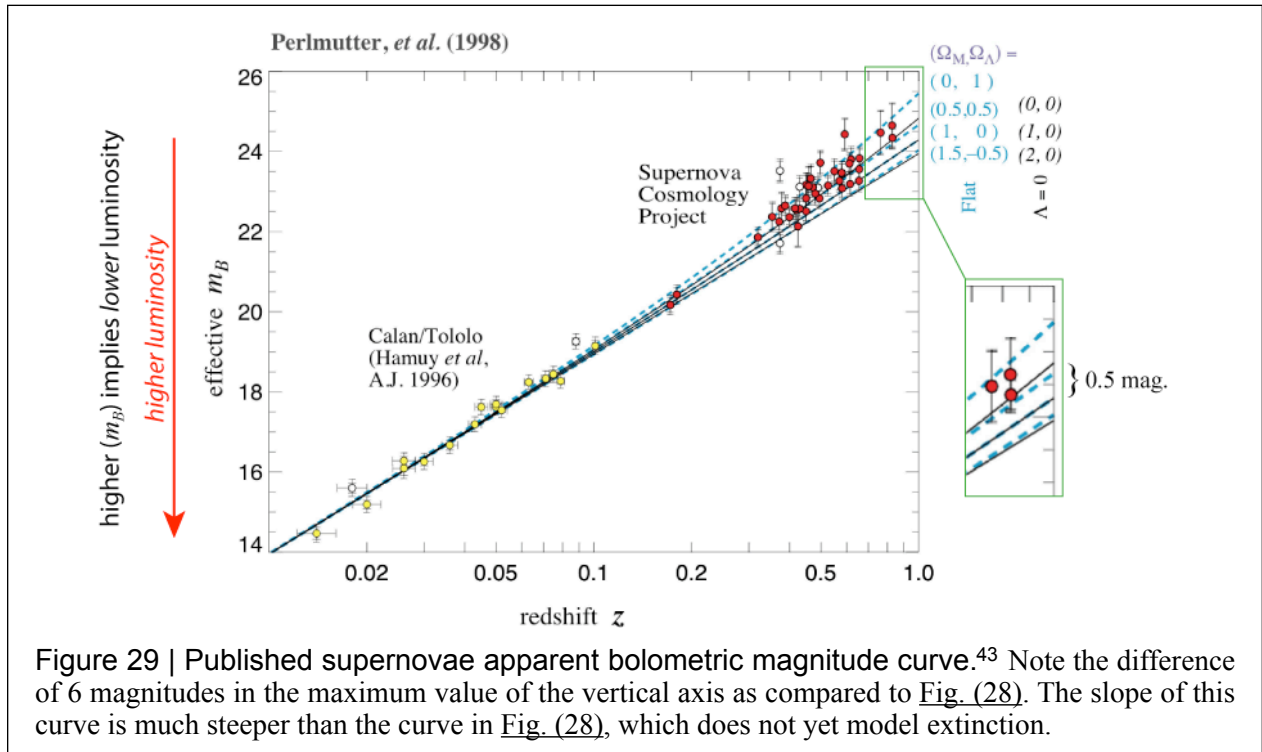 Perlmutter, et al. (1998)
(Ω_M,Ω_Λ) =
(0, 1)
(0.5,0.5) (0, 0)
(1, 0) (1, 0)
(1.5,–0.5) (2, 0)
Flat
Λ = 0
higher (m_B) implies lower luminosity
higher luminosity
effective m_B
26
24
22
20
18
16
14
Supernova
Cosmology
Project
Calan/Tololo
(Hamuy et al,
A.J. 1996)
0.5 mag.
0.02 0.05 0.1 0.2 0.5 1.0
redshift z
Figure 29 | Published supernovae apparent bolometric magnitude curve.⁴³ Note the difference
of 6 magnitudes in the maximum value of the vertical axis as compared to Fig. (28). The slope of this
curve is much steeper than the curve in Fig. (28), which does not yet model extinction.